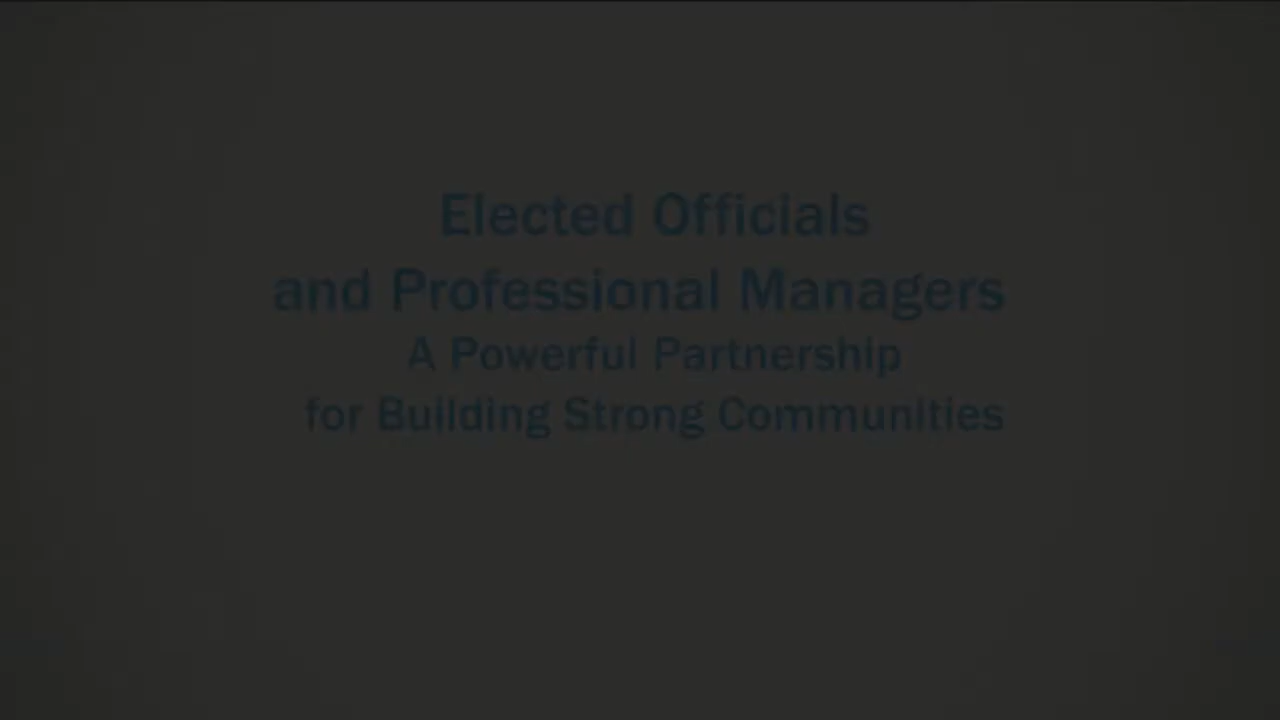 Elected Officials
and Professional Managers
A Powerful Partnership
for Building Strong Communities